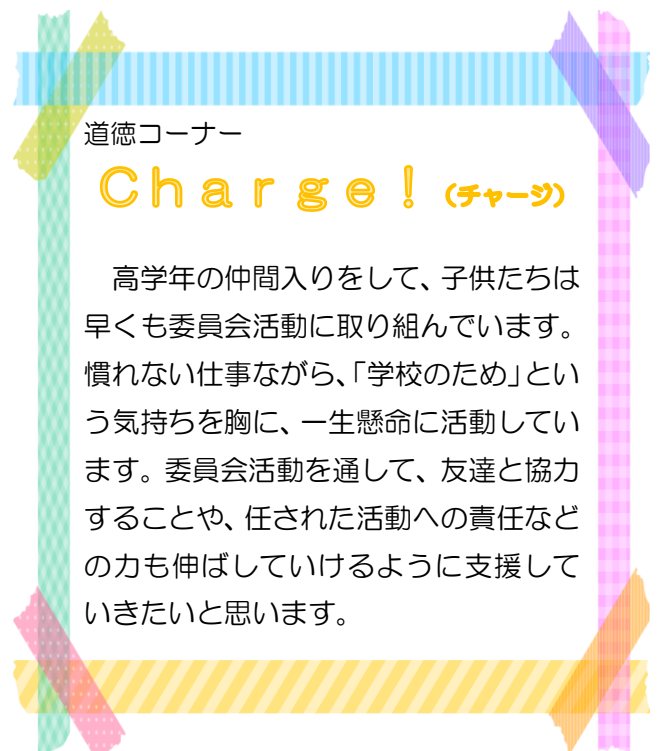 道徳コーナー
Charge!(チャージ)
　高学年の仲間入りをして、子供たちは
早くも委員会活動に取り組んでいます。
慣れない仕事ながら、「学校のため」とい
う気持ちを胸に、一生懸命に活動してい
ます。委員会活動を通して、友達と協力
することや、任された活動への責任など
の力も伸ばしていけるように支援して
いきたいと思います。